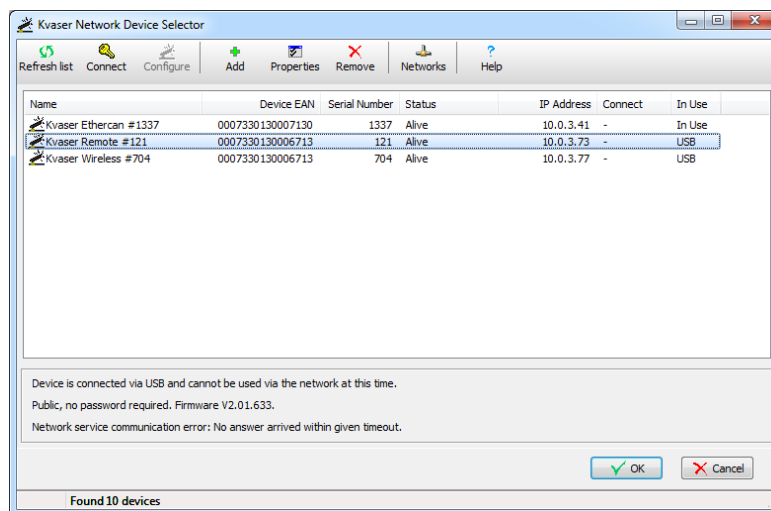 Kvaser Network Device Selector
Refresh list Connect Configure Add Properties Remove Networks Help
Name Device EAN Serial Number Status IP Address Connect In Use
Kvaser Ethercan #1337 0007330130007130 1337 Alive 10.0.3.41 - In Use
Kvaser Remote #121 0007330130006713 121 Alive 10.0.3.73 - USB
Kvaser Wireless #704 0007330130006713 704 Alive 10.0.3.77 - USB
Device is connected via USB and cannot be used via the network at this time.
Public, no password required. Firmware V2.01.633.
Network service communication error: No answer arrived within given timeout.
OK Cancel
Found 10 devices